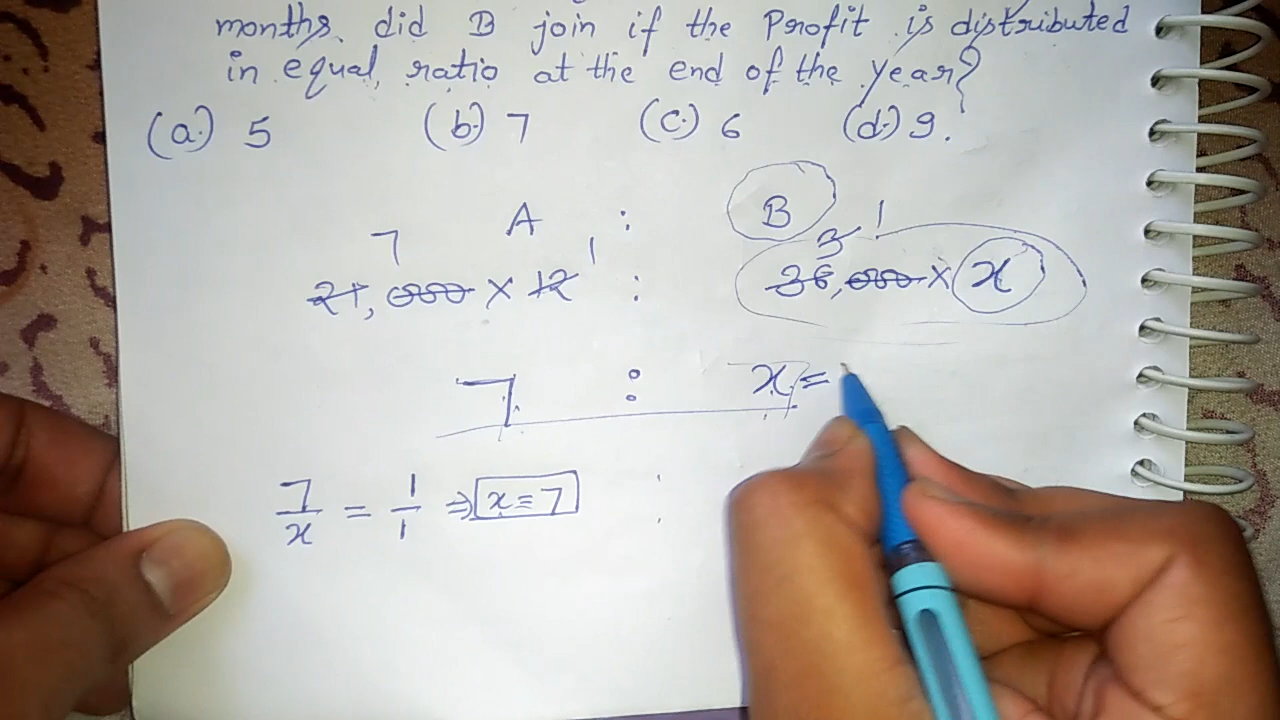 months did B join if the Profit is distributed
in equal ratio at the end of the year?
(a.) 5 (b.) 7 (c.) 6 (d.) 9.
A : B
7 1 3 1
21,000 X 12 : 36,000 X x
7 : x =
7/x = 1/1 ⇒ x = 7 :